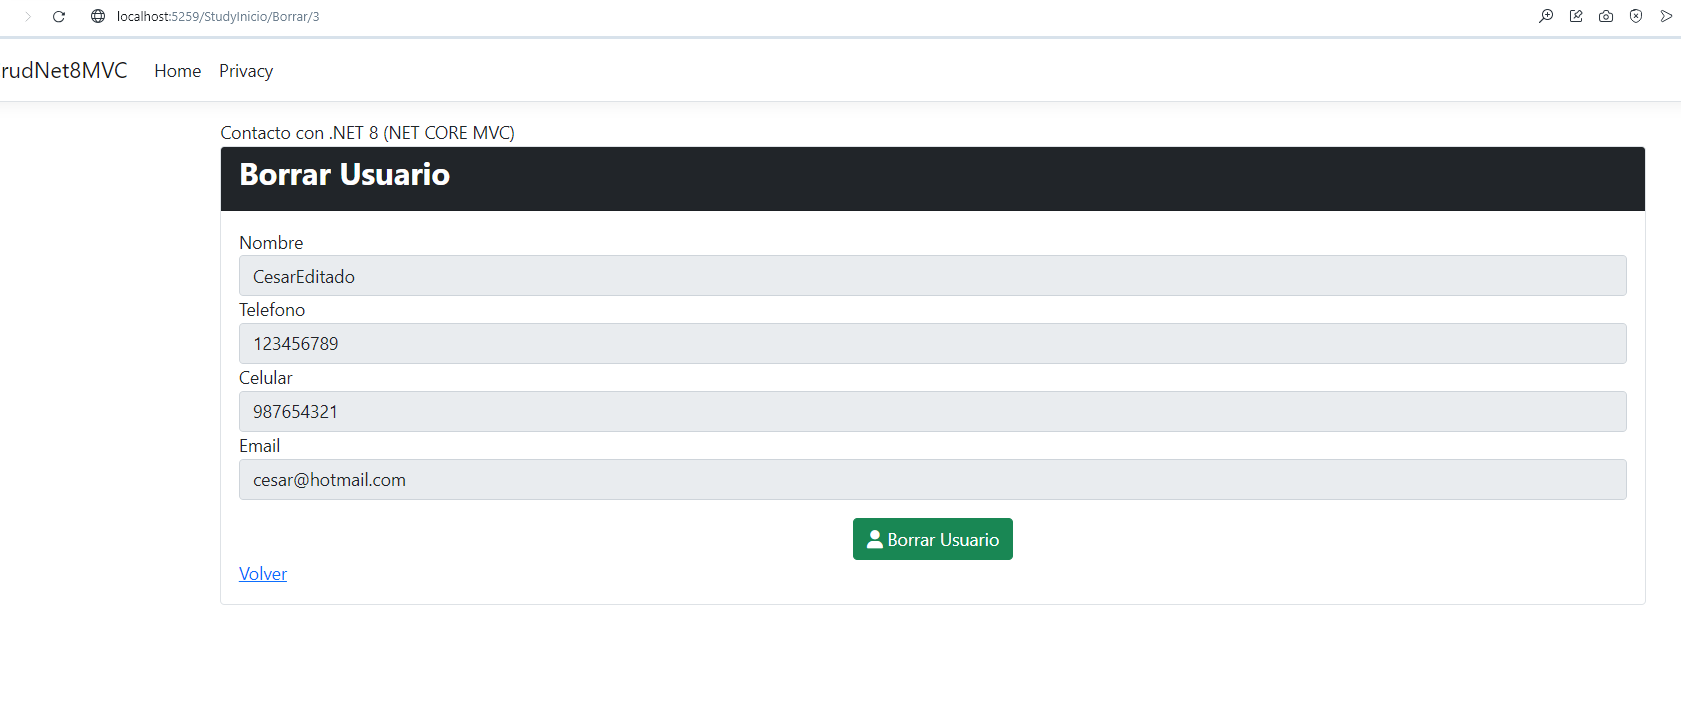 localhost:5259/StudyInicio/Borrar/3
rudNet8MVC Home Privacy
Contacto con .NET 8 (NET CORE MVC)
Borrar Usuario
Nombre
CesarEditado
Telefono
123456789
Celular
987654321
Email
cesar@hotmail.com
Borrar Usuario
Volver